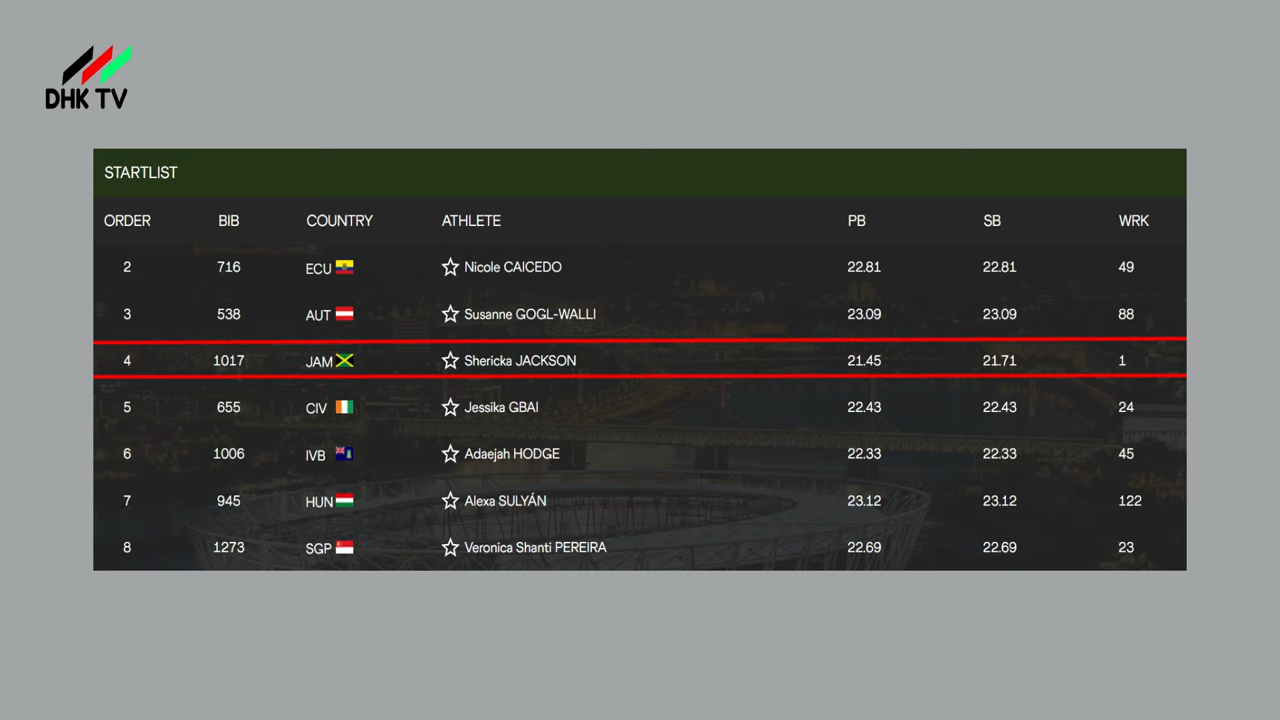 DHK TV
STARTLIST
ORDER BIB COUNTRY ATHLETE PB SB WRK
2 716 ECU Nicole CAICEDO 22.81 22.81 49
3 538 AUT Susanne GOGL-WALLI 23.09 23.09 88
4 1017 JAM Shericka JACKSON 21.45 21.71 1
5 655 CIV Jessika GBAI 22.43 22.43 24
6 1006 IVB Adaejah HODGE 22.33 22.33 45
7 945 HUN Alexa SULYÁN 23.12 23.12 122
8 1273 SGP Veronica Shanti PEREIRA 22.69 22.69 23